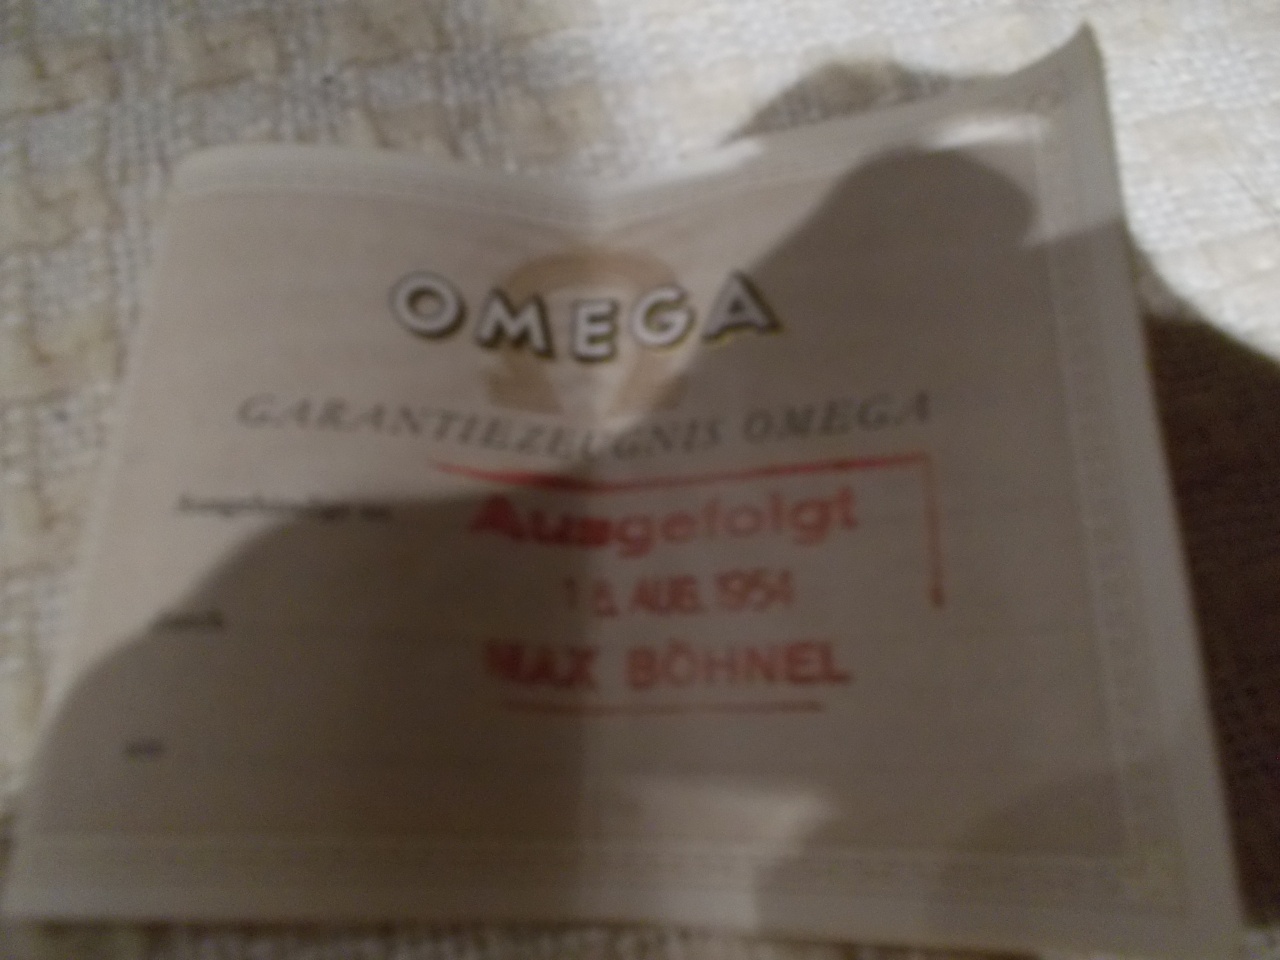 OMEGA
GARANTIEZEUGNIS OMEGA
Ausgefolgt
AUG. 1954
MAX BÖHNEL